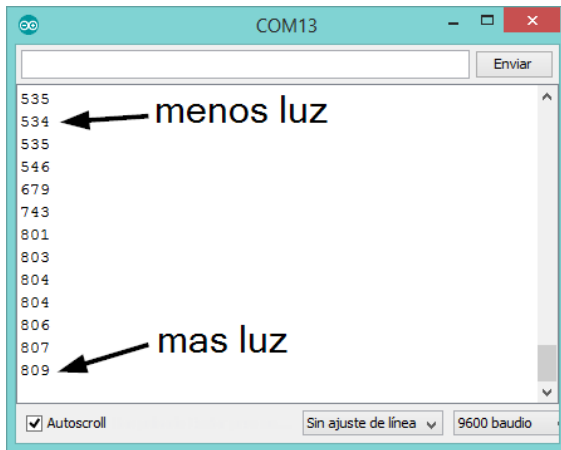 COM13
Enviar
535
534 menos luz
535
546
679
743
801
803
804
804
806
807 mas luz
809
Autoscroll Sin ajuste de línea 9600 baudio